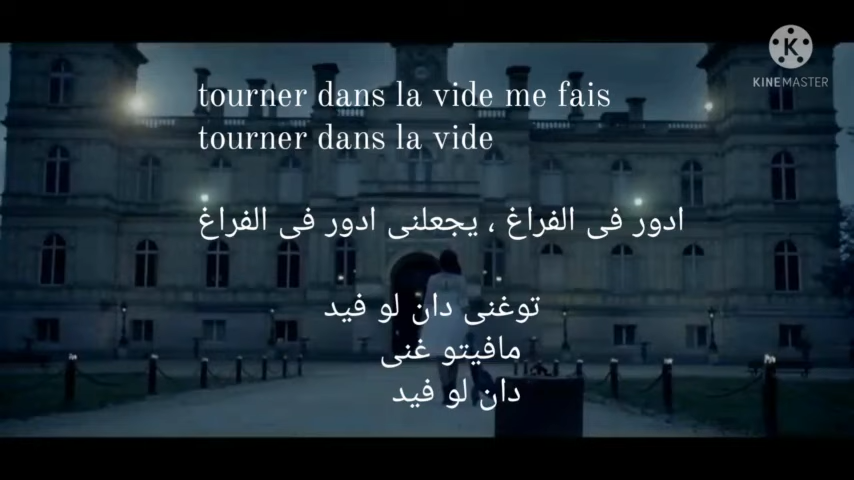 KINEMASTER
tourner dans la vide me fais
tourner dans la vide
ادور فى الفراغ ، يجعلنى ادور فى الفراغ
توغنى دان لو فيد
مافيتو غنى
دان لو فيد